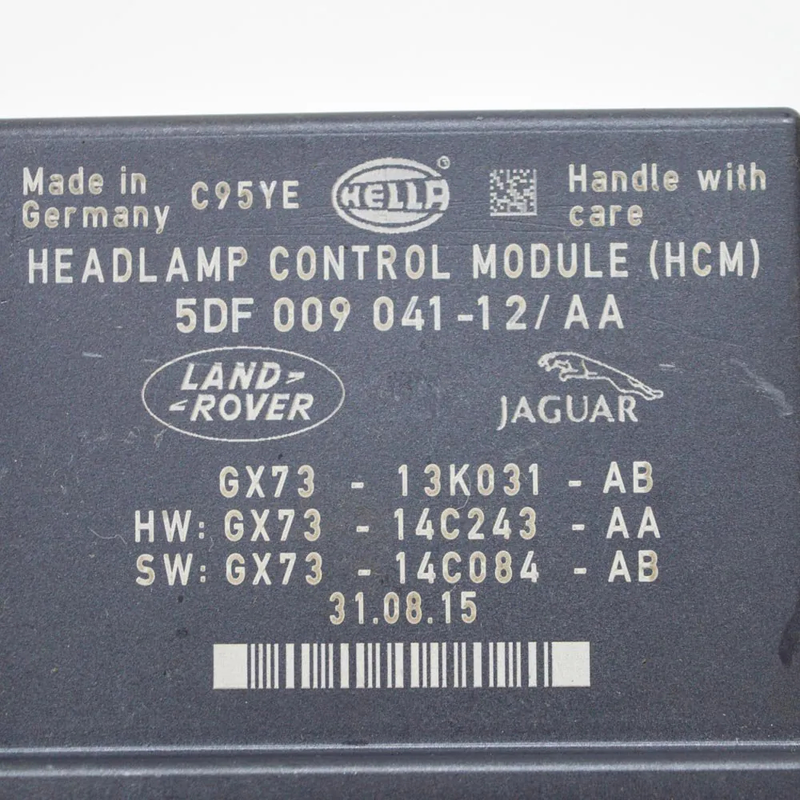 Made in Germany
C95YE
HELLA ®
Handle with care
HEADLAMP CONTROL MODULE (HCM)
5DF 009 041-12/AA
LAND-
-ROVER
JAGUAR
GX73 - 13K031 - AB
HW: GX73 - 14C243 - AA
SW: GX73 - 14C084 - AB
31.08.15